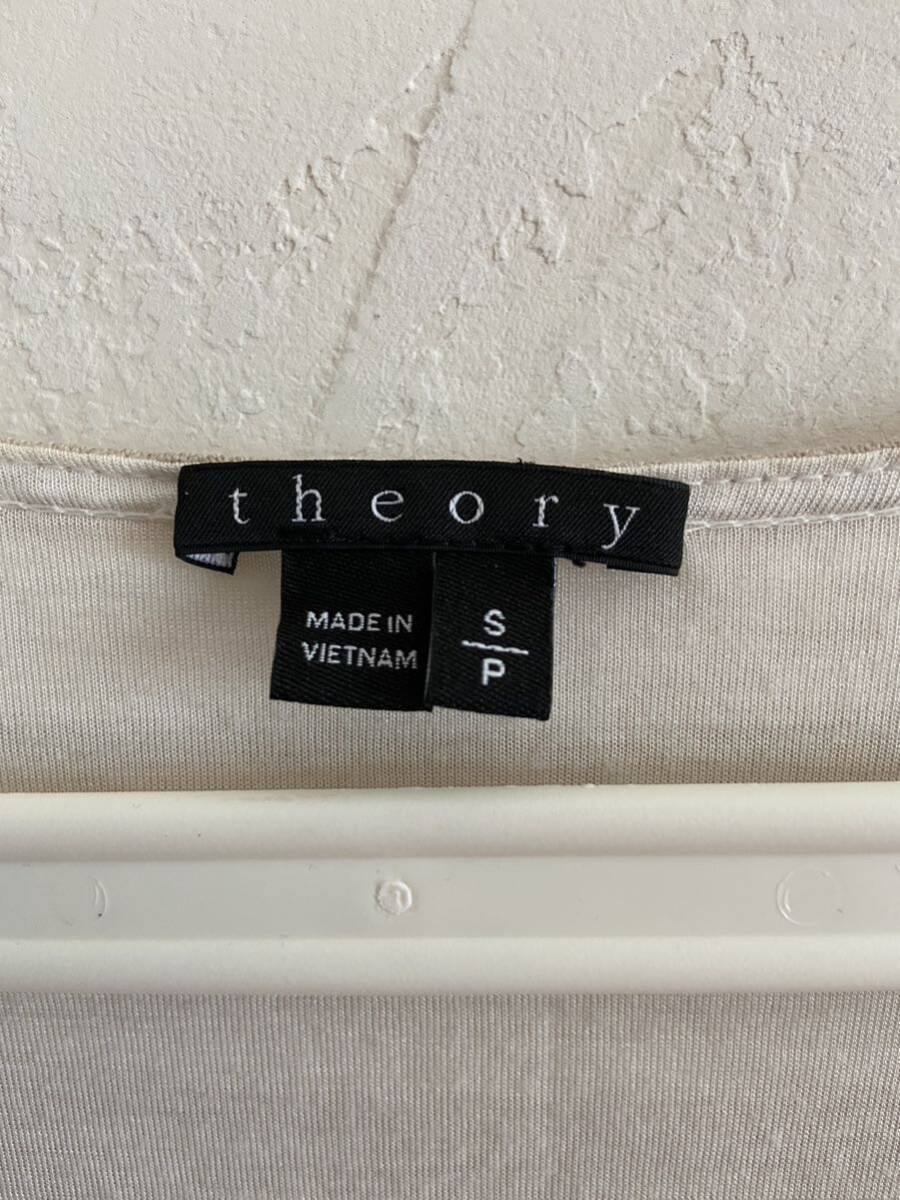 theory
MADE IN
VIETNAM
S
P